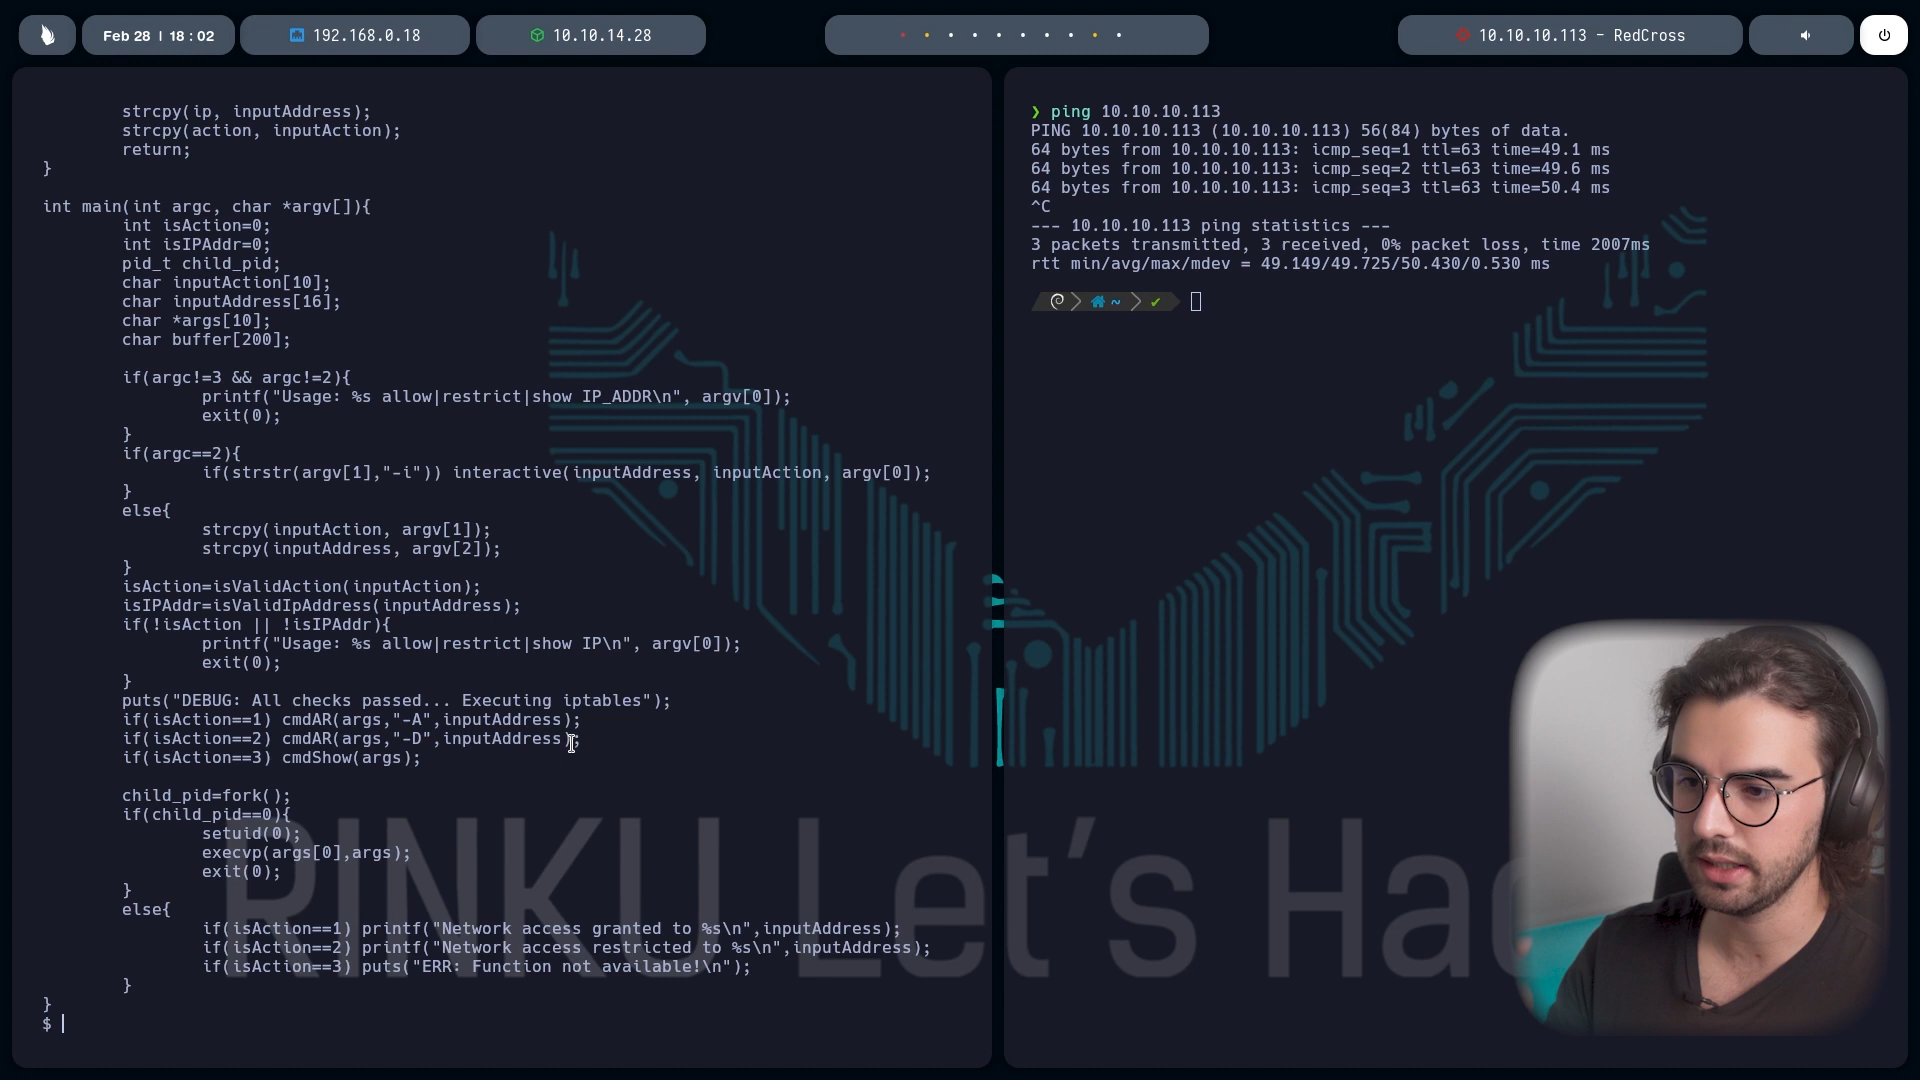 Feb 28 | 18 : 02
192.168.0.18
10.10.14.28
10.10.10.113 - RedCross
strcpy(ip, inputAddress);
strcpy(action, inputAction);
return;
}
int main(int argc, char *argv[]){
int isAction=0;
int isIPAddr=0;
pid_t child_pid;
char inputAction[10];
char inputAddress[16];
char *args[10];
char buffer[200];
if(argc!=3 && argc!=2){
printf("Usage: %s allow|restrict|show IP_ADDR\n", argv[0]);
exit(0);
}
if(argc==2){
if(strstr(argv[1],"-i")) interactive(inputAddress, inputAction, argv[0]);
}
else{
strcpy(inputAction, argv[1]);
strcpy(inputAddress, argv[2]);
}
isAction=isValidAction(inputAction);
isIPAddr=isValidIpAddress(inputAddress);
if(!isAction || !isIPAddr){
printf("Usage: %s allow|restrict|show IP\n", argv[0]);
exit(0);
}
puts("DEBUG: All checks passed... Executing iptables");
if(isAction==1) cmdAR(args,"-A",inputAddress);
if(isAction==2) cmdAR(args,"-D",inputAddress);
if(isAction==3) cmdShow(args);
child_pid=fork();
if(child_pid==0){
setuid(0);
execvp(args[0],args);
exit(0);
}
else{
if(isAction==1) printf("Network access granted to %s\n",inputAddress);
if(isAction==2) printf("Network access restricted to %s\n",inputAddress);
if(isAction==3) puts("ERR: Function not available!\n");
}
}
$
❯ ping 10.10.10.113
PING 10.10.10.113 (10.10.10.113) 56(84) bytes of data.
64 bytes from 10.10.10.113: icmp_seq=1 ttl=63 time=49.1 ms
64 bytes from 10.10.10.113: icmp_seq=2 ttl=63 time=49.6 ms
64 bytes from 10.10.10.113: icmp_seq=3 ttl=63 time=50.4 ms
^C
--- 10.10.10.113 ping statistics ---
3 packets transmitted, 3 received, 0% packet loss, time 2007ms
rtt min/avg/max/mdev = 49.149/49.725/50.430/0.530 ms
~
RINKU Let's